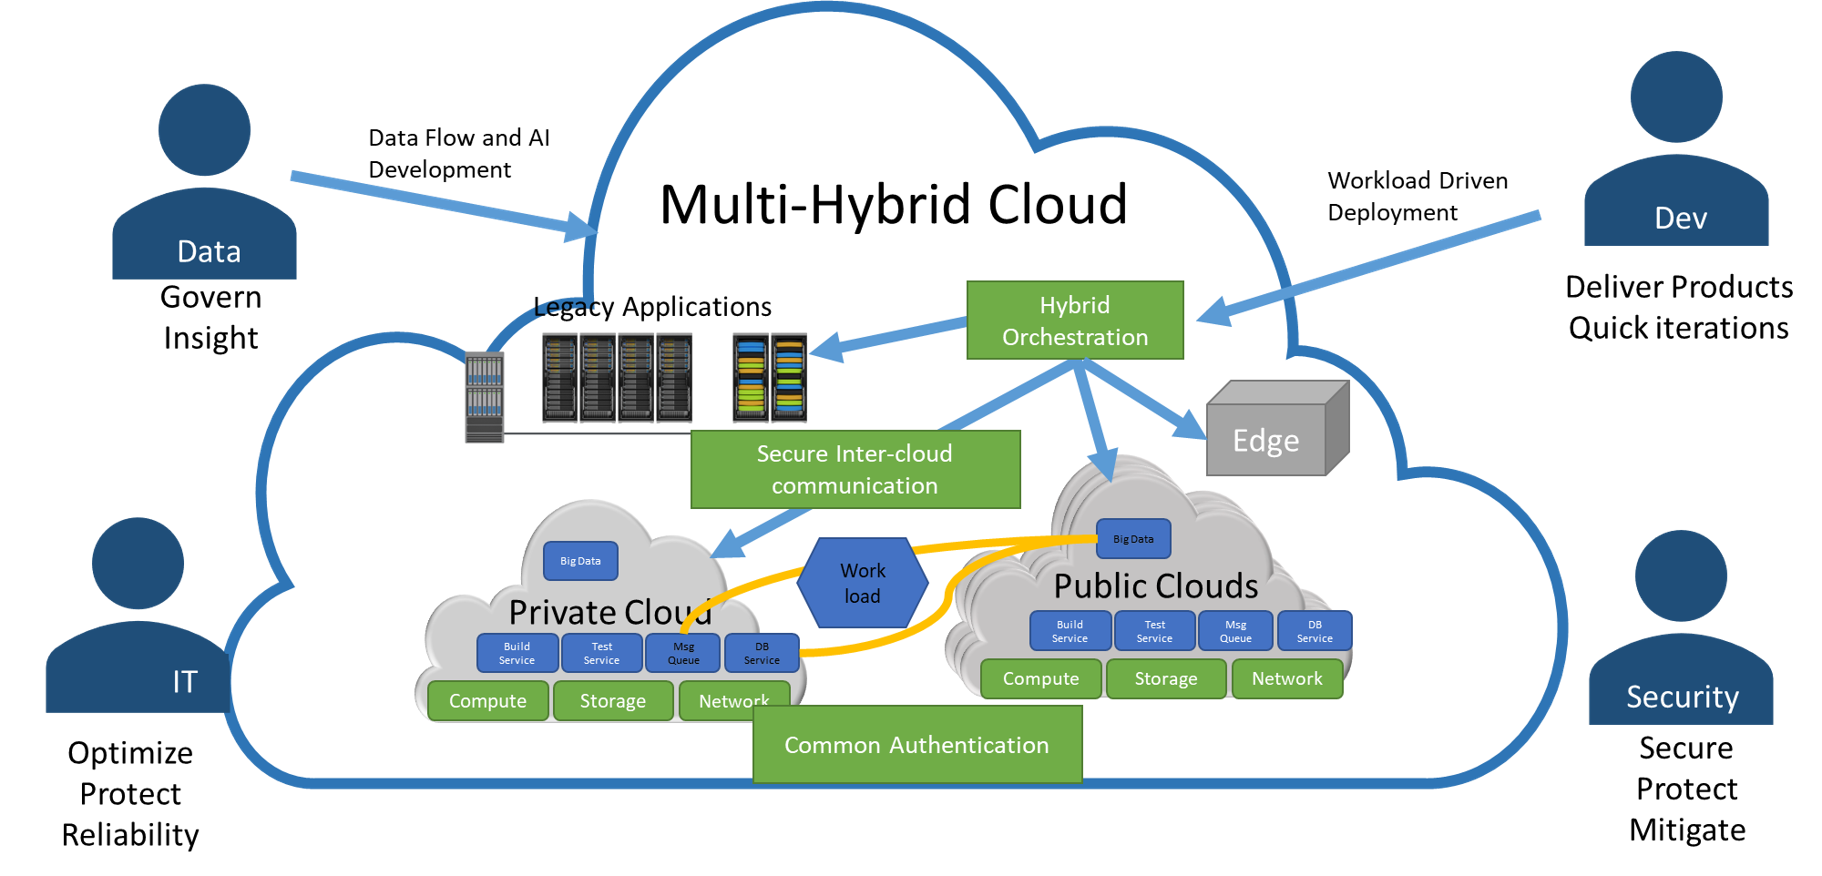 Multi-Hybrid Cloud
Data Flow and AI
Development
Data
Govern
Insight
Workload Driven
Deployment
Dev
Deliver Products
Quick iterations
Legacy Applications
Hybrid
Orchestration
Edge
Secure Inter-cloud
communication
Big Data
Private Cloud
Build
Service
Test
Service
Msg
Queue
DB
Service
Compute
Storage
Network
Work
load
Big Data
Public Clouds
Build
Service
Test
Service
Msg
Queue
DB
Service
Compute
Storage
Network
Common Authentication
IT
Optimize
Protect
Reliability
Security
Secure
Protect
Mitigate